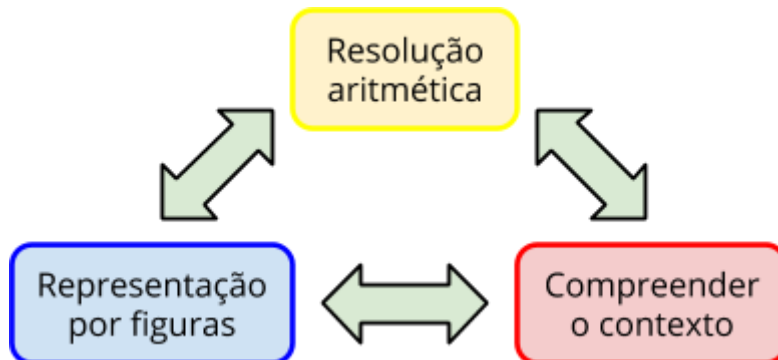 Resolução
aritmética
Representação
por figuras
Compreender
o contexto